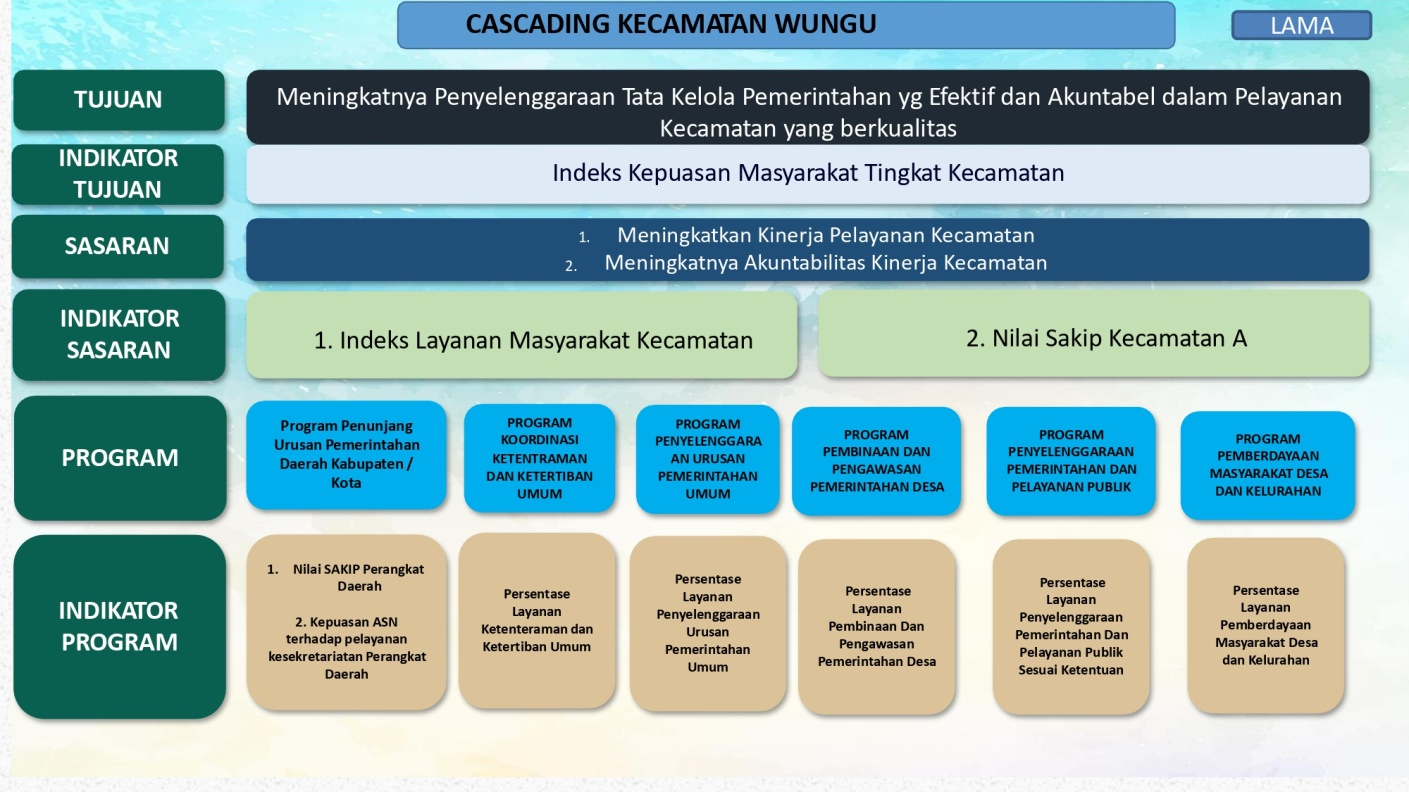 CASCADING KECAMATAN WUNGU
LAMA
TUJUAN
Meningkatnya Penyelenggaraan Tata Kelola Pemerintahan yg Efektif dan Akuntabel dalam Pelayanan
Kecamatan yang berkualitas
INDIKATOR
TUJUAN
Indeks Kepuasan Masyarakat Tingkat Kecamatan
SASARAN
1. Meningkatkan Kinerja Pelayanan Kecamatan
2. Meningkatnya Akuntabilitas Kinerja Kecamatan
INDIKATOR
SASARAN
1. Indeks Layanan Masyarakat Kecamatan
2. Nilai Sakip Kecamatan A
PROGRAM
Program Penunjang
Urusan Pemerintahan
Daerah Kabupaten /
Kota
PROGRAM
KOORDINASI
KETENTRAMAN
DAN KETERTIBAN
UMUM
PROGRAM
PENYELENGGARA
AN URUSAN
PEMERINTAHAN
UMUM
PROGRAM
PEMBINAAN DAN
PENGAWASAN
PEMERINTAHAN DESA
PROGRAM
PENYELENGGARAAN
PEMERINTAHAN DAN
PELAYANAN PUBLIK
PROGRAM
PEMBERDAYAAN
MASYARAKAT DESA
DAN KELURAHAN
INDIKATOR
PROGRAM
1. Nilai SAKIP Perangkat
Daerah
2. Kepuasan ASN
terhadap pelayanan
kesekretariatan Perangkat
Daerah
Persentase
Layanan
Ketenteraman dan
Ketertiban Umum
Persentase
Layanan
Penyelenggaraan
Urusan
Pemerintahan
Umum
Persentase
Layanan
Pembinaan Dan
Pengawasan
Pemerintahan Desa
Persentase
Layanan
Penyelenggaraan
Pemerintahan Dan
Pelayanan Publik
Sesuai Ketentuan
Persentase
Layanan
Pemberdayaan
Masyarakat Desa
dan Kelurahan